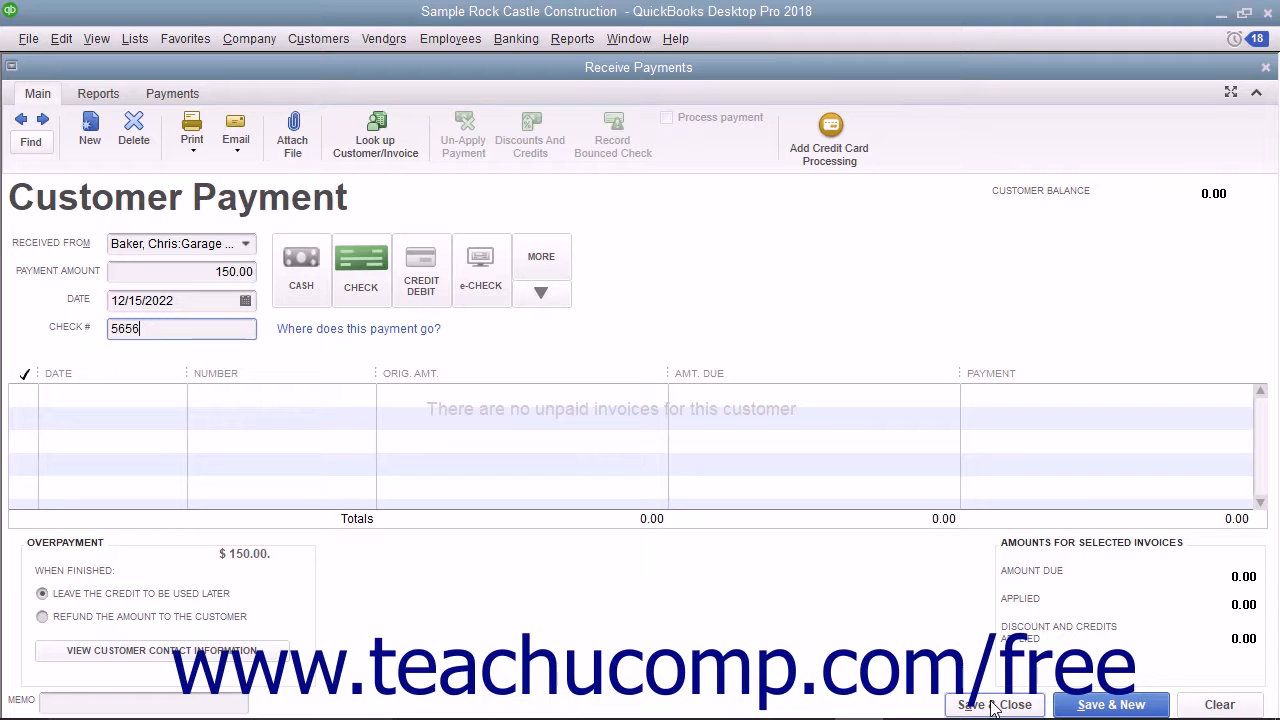 Sample Rock Castle Construction - QuickBooks Desktop Pro 2018
File Edit View Lists Favorites Company Customers Vendors Employees Banking Reports Window Help
18
Receive Payments
Main Reports Payments
Find
New
Delete
Print
Email
Attach File
Look up Customer/Invoice
Un-Apply Payment
Discounts And Credits
Record Bounced Check
Process payment
Add Credit Card Processing
Customer Payment
CUSTOMER BALANCE 0.00
RECEIVED FROM Baker, Chris:Garage ...
PAYMENT AMOUNT 150.00
DATE 12/15/2022
CHECK # 5656
CASH
CHECK
CREDIT DEBIT
e-CHECK
MORE
Where does this payment go?
DATE NUMBER ORIG. AMT. AMT. DUE PAYMENT
There are no unpaid invoices for this customer
Totals 0.00 0.00 0.00
OVERPAYMENT
$ 150.00.
WHEN FINISHED:
LEAVE THE CREDIT TO BE USED LATER
REFUND THE AMOUNT TO THE CUSTOMER
VIEW CUSTOMER CONTACT INFORMATION
AMOUNTS FOR SELECTED INVOICES
AMOUNT DUE 0.00
APPLIED 0.00
DISCOUNT AND CREDITS APPLIED 0.00
www.teachucomp.com/free
MEMO
Save & Close
Save & New
Clear